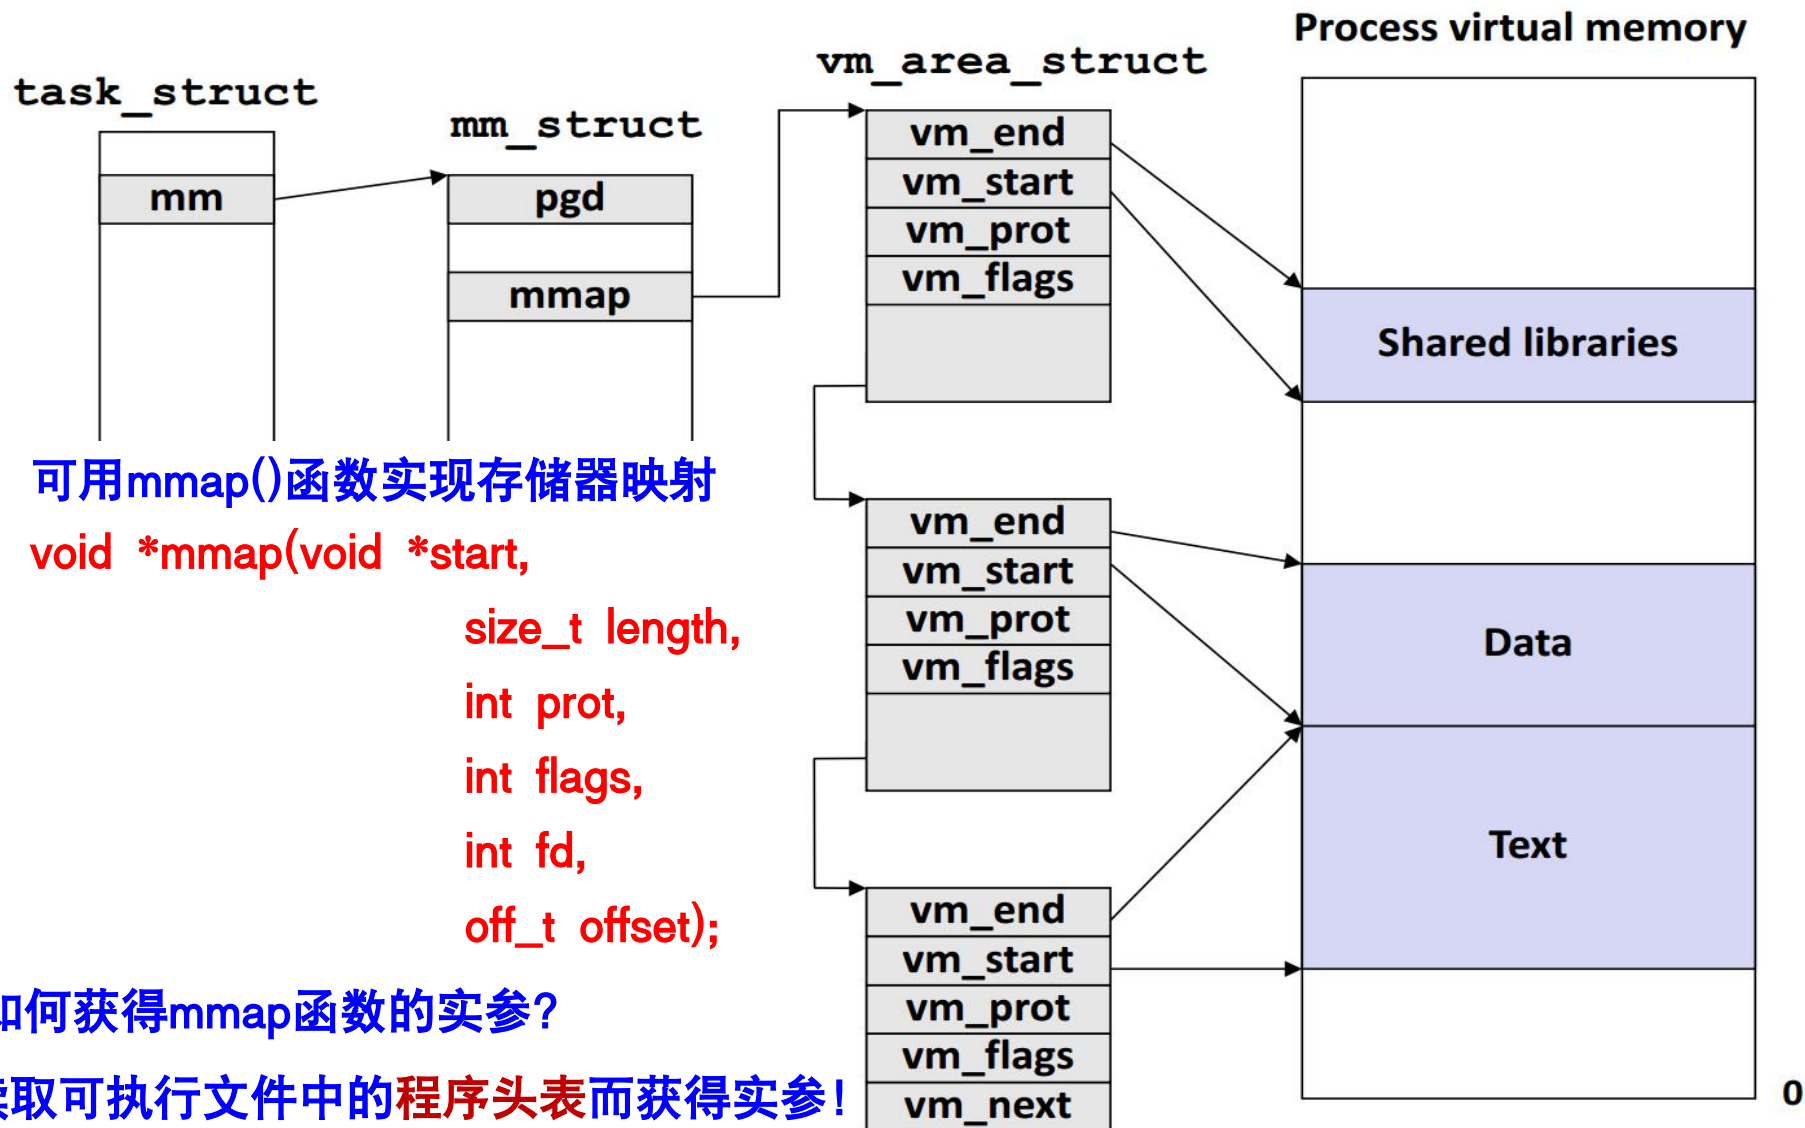 Process virtual memory
vm_area_struct
task_struct
mm_struct
mm
pgd
mmap
vm_end
vm_start
vm_prot
vm_flags
Shared libraries
可用mmap()函数实现存储器映射
void *mmap(void *start,
size_t length,
int prot,
int flags,
int fd,
off_t offset);
vm_end
vm_start
vm_prot
vm_flags
Data
Text
vm_end
vm_start
vm_prot
vm_flags
vm_next
0
如何获得mmap函数的实参?
读取可执行文件中的程序头表而获得实参!